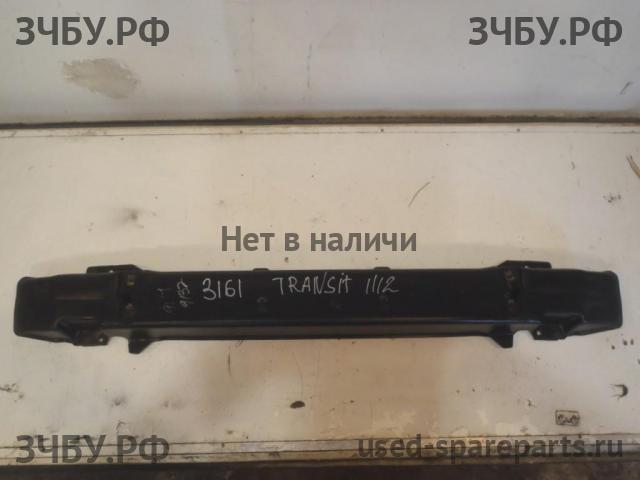 ЗЧБУ.РФ ЗЧБУ.РФ
Нет в наличи
3161 TRANSIT 1112
ЗЧБУ.РФ
used-spareparts.ru